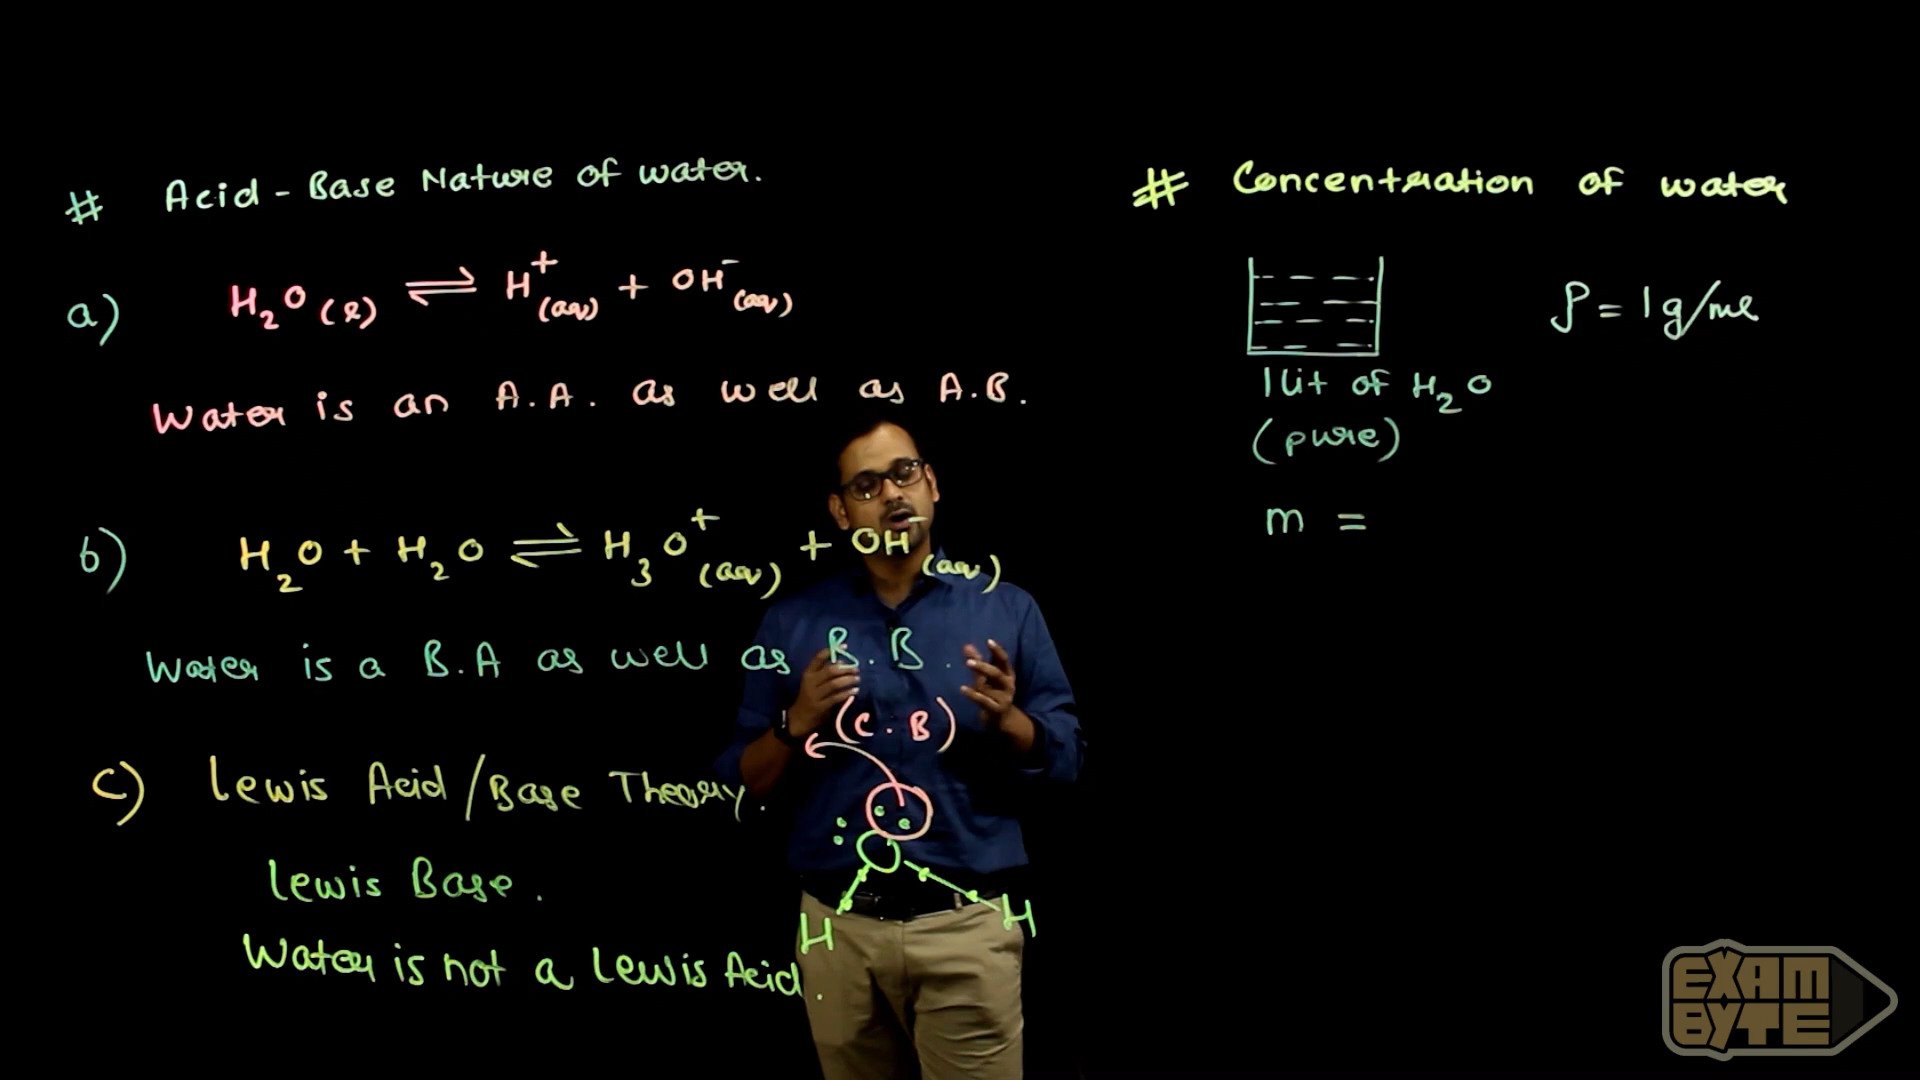 # Acid - Base Nature of water.
a) H₂O (l) ⇌ H⁺ (aq) + OH⁻ (aq)
Water is an A.A. as well as A.B.
b) H₂O + H₂O ⇌ H₃O⁺ (aq) + OH⁻ (aq)
Water is a B.A as well as B.B.
(C.B)
c) Lewis Acid/Base Theory.
Lewis Base.
Water is not a Lewis Acid.
O
H H
# Concentration of water
ρ = 1 g/ml
1 lit of H₂O
(pure)
m =
EXAM
BYTE